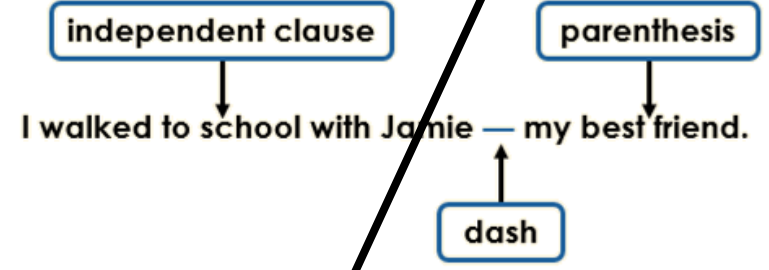 independent clause
parenthesis
I walked to school with Jamie — my best friend.
dash